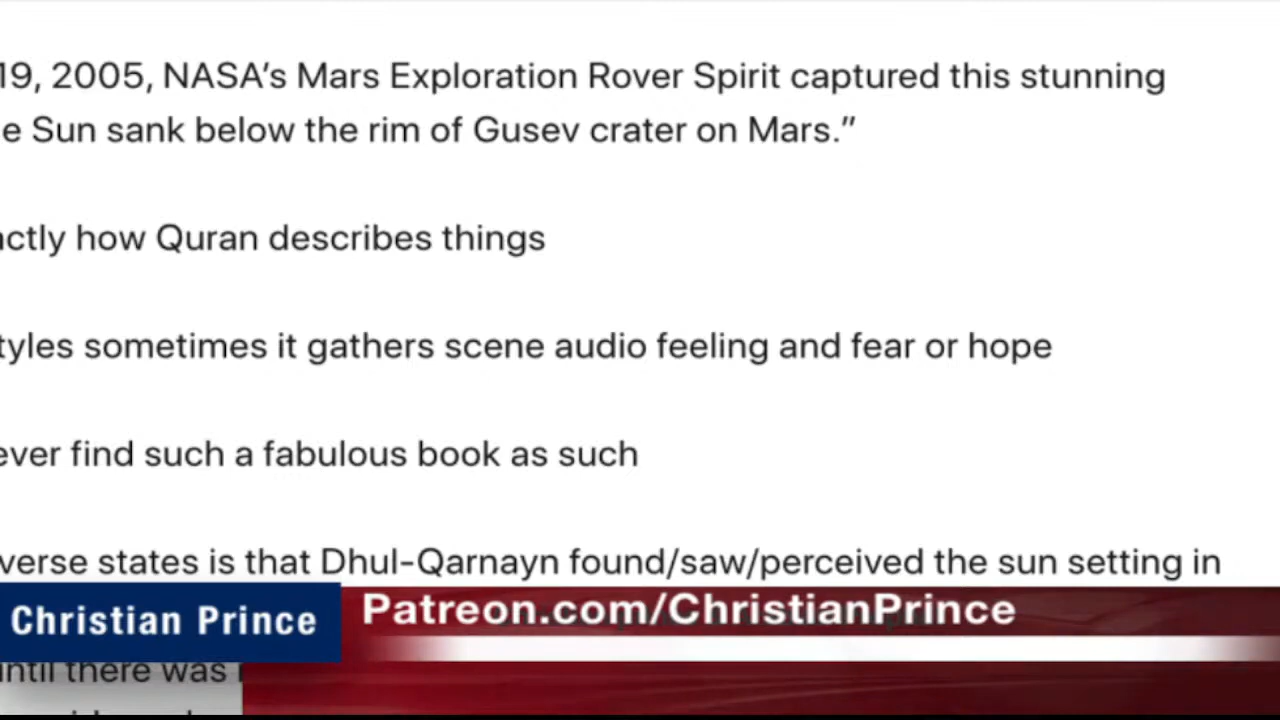 19, 2005, NASA’s Mars Exploration Rover Spirit captured this stunning
e Sun sank below the rim of Gusev crater on Mars.”
actly how Quran describes things
tyles sometimes it gathers scene audio feeling and fear or hope
ever find such a fabulous book as such
verse states is that Dhul-Qarnayn found/saw/perceived the sun setting in
Christian Prince
Patreon.com/ChristianPrince
until there was